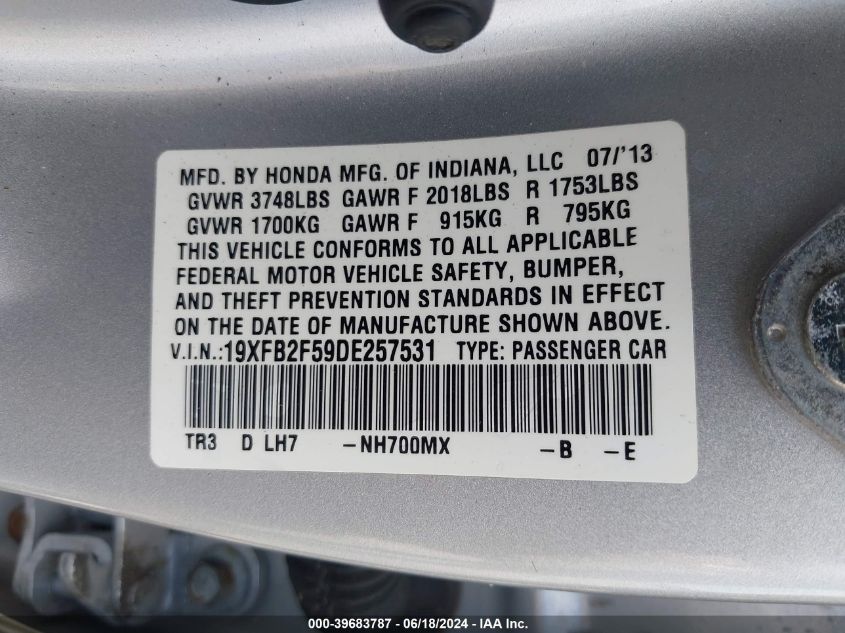 MFD. BY HONDA MFG. OF INDIANA, LLC 07/'13
GVWR 3748LBS GAWR F 2018LBS R 1753LBS
GVWR 1700KG GAWR F 915KG R 795KG
THIS VEHICLE CONFORMS TO ALL APPLICABLE
FEDERAL MOTOR VEHICLE SAFETY, BUMPER,
AND THEFT PREVENTION STANDARDS IN EFFECT
ON THE DATE OF MANUFACTURE SHOWN ABOVE.
V.I.N.:19XFB2F59DE257531 TYPE: PASSENGER CAR
TR3 D LH7 -NH700MX -B -E
000-39683787 - 06/18/2024 - IAA Inc.